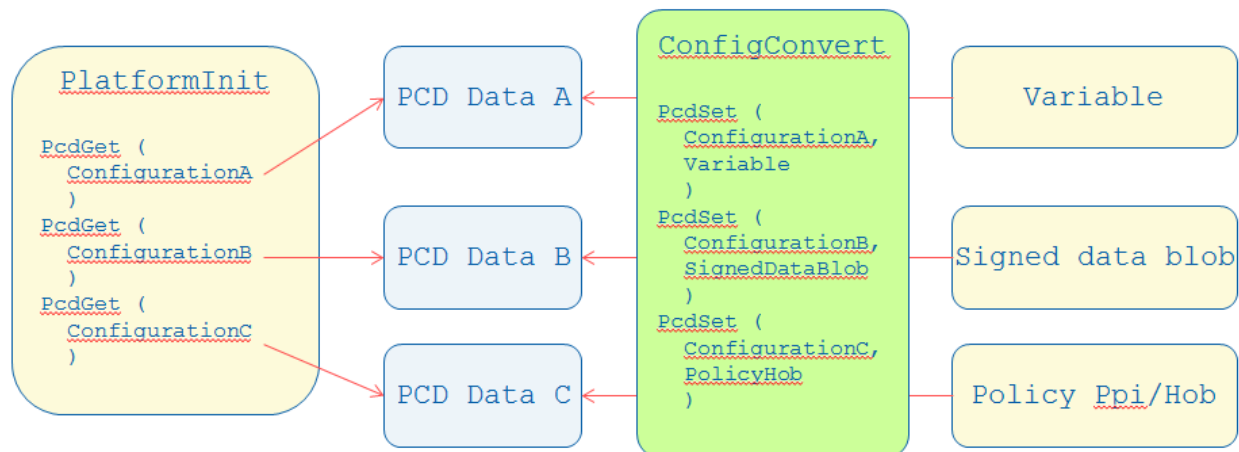 PlatformInit
PcdGet (
ConfigurationA
)
PcdGet (
ConfigurationB
)
PcdGet (
ConfigurationC
)
PCD Data A
PCD Data B
PCD Data C
ConfigConvert
PcdSet (
ConfigurationA,
Variable
)
PcdSet (
ConfigurationB,
SignedDataBlob
)
PcdSet (
ConfigurationC,
PolicyHob
)
Variable
Signed data blob
Policy Ppi/Hob